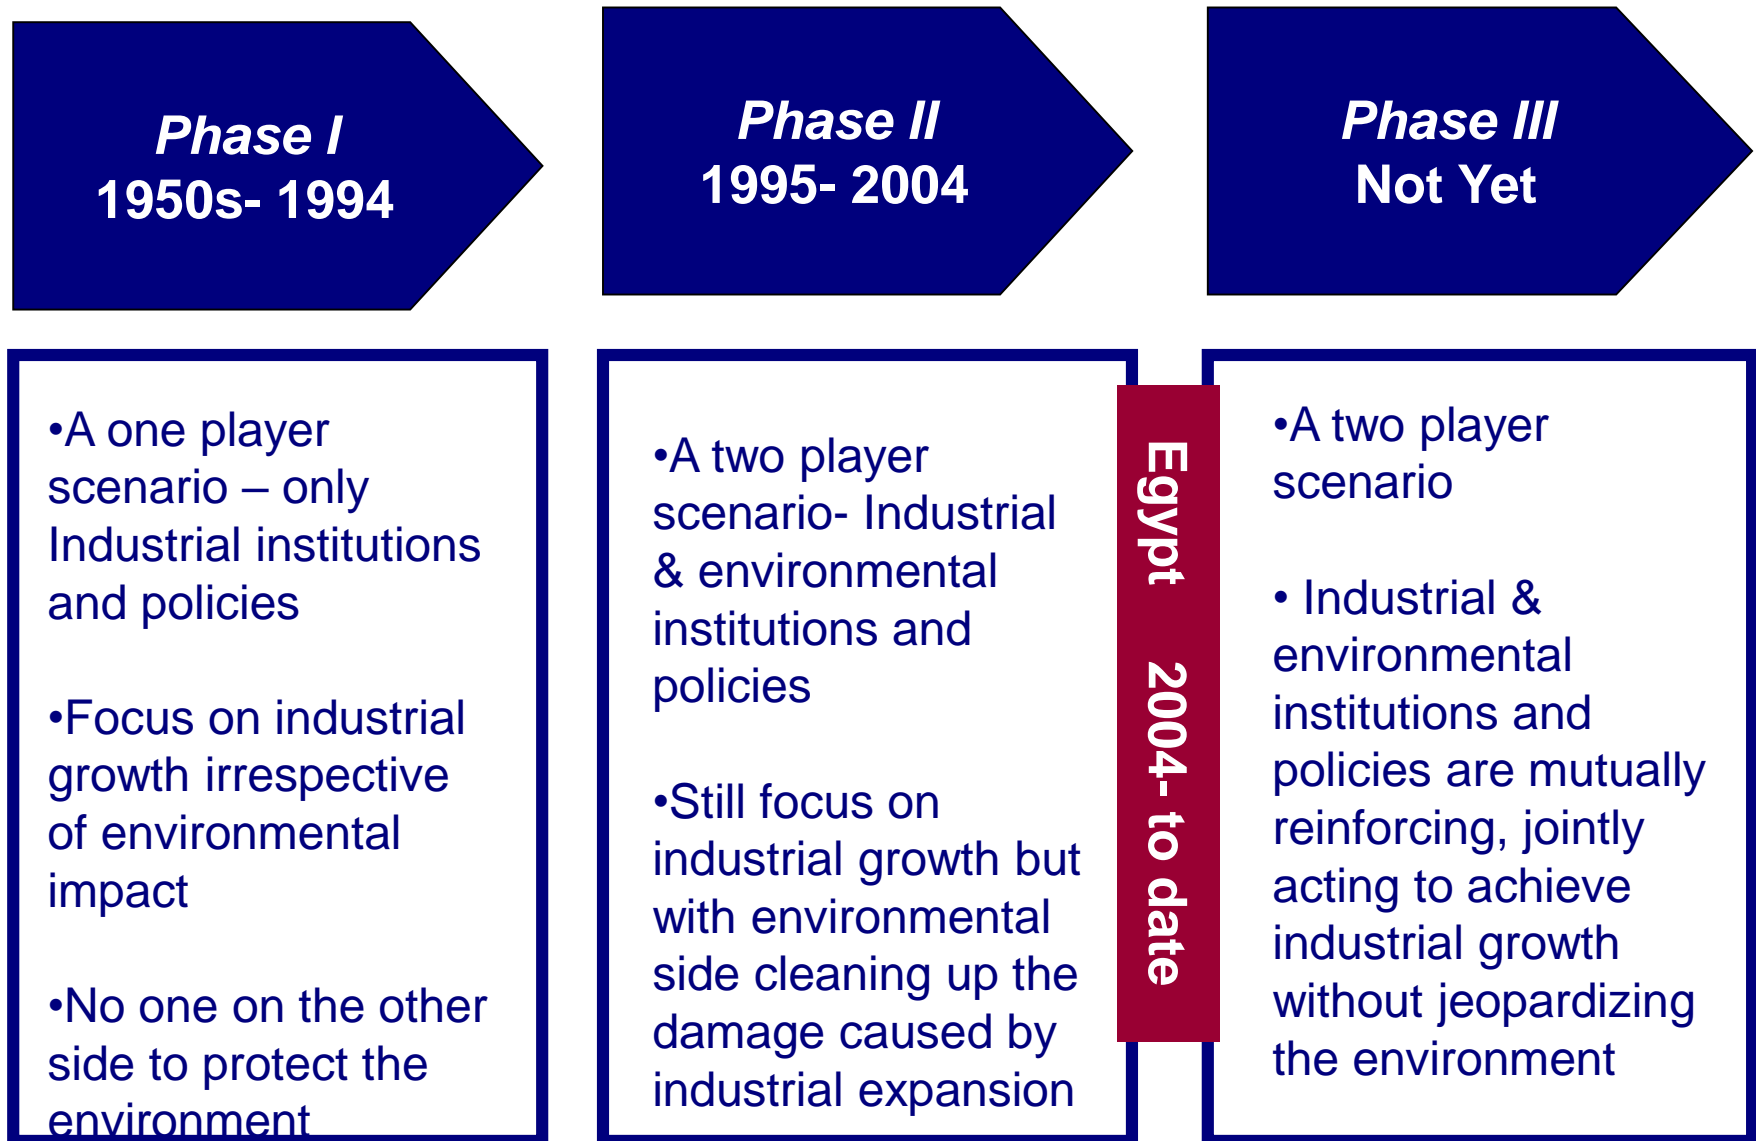 Phase I
1950s- 1994
•A one player
scenario – only
Industrial institutions
and policies
•Focus on industrial
growth irrespective
of environmental
impact
•No one on the other
side to protect the
environment
Phase II
1995- 2004
•A two player
scenario- Industrial
& environmental
institutions and
policies
•Still focus on
industrial growth but
with environmental
side cleaning up the
damage caused by
industrial expansion
Egypt 2004- to date
Phase III
Not Yet
•A two player
scenario
• Industrial &
environmental
institutions and
policies are mutually
reinforcing, jointly
acting to achieve
industrial growth
without jeopardizing
the environment